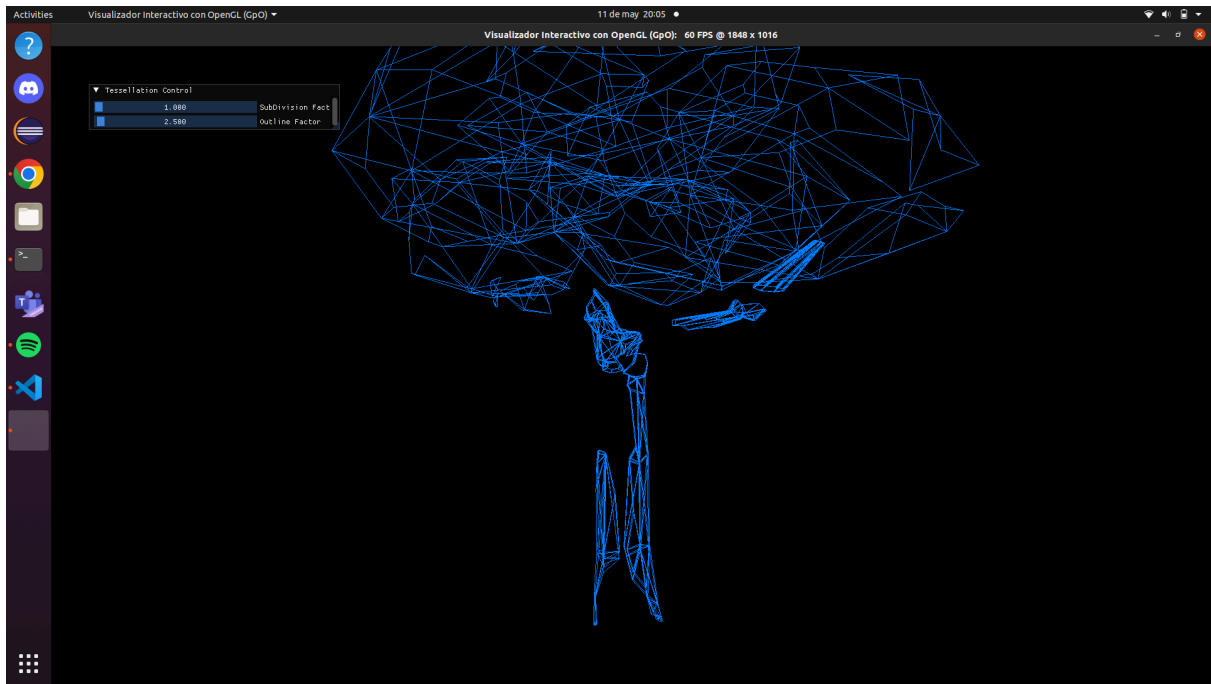 Activities Visualizador Interactivo con OpenGL (GpO) 11 de may 20:05
Visualizador Interactivo con OpenGL (GpO): 60 FPS @ 1848 x 1016
Tessellation Control
1.000 SubDivision Fact
2.500 Outline Factor